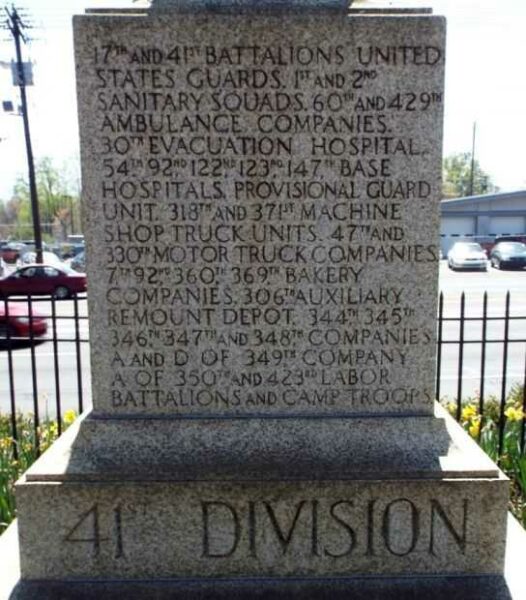 17TH AND 41ST BATTALIONS UNITED
STATES GUARDS. 1ST AND 2ND
SANITARY SQUADS. 60TH AND 429TH
AMBULANCE COMPANIES.
30TH EVACUATION HOSPITAL.
54TH 92ND 122ND 123RD 147TH BASE
HOSPITALS. PROVISIONAL GUARD
UNIT. 318TH AND 371ST MACHINE
SHOP TRUCK UNITS. 47TH AND
330TH MOTOR TRUCK COMPANIES.
7TH 92ND 360TH 369TH BAKERY
COMPANIES. 306TH AUXILIARY
REMOUNT DEPOT. 344TH 345TH
346TH 347TH AND 348TH COMPANIES
A AND D OF 349TH COMPANY
A OF 350TH AND 423RD LABOR
BATTALIONS AND CAMP TROOPS
41ST DIVISION